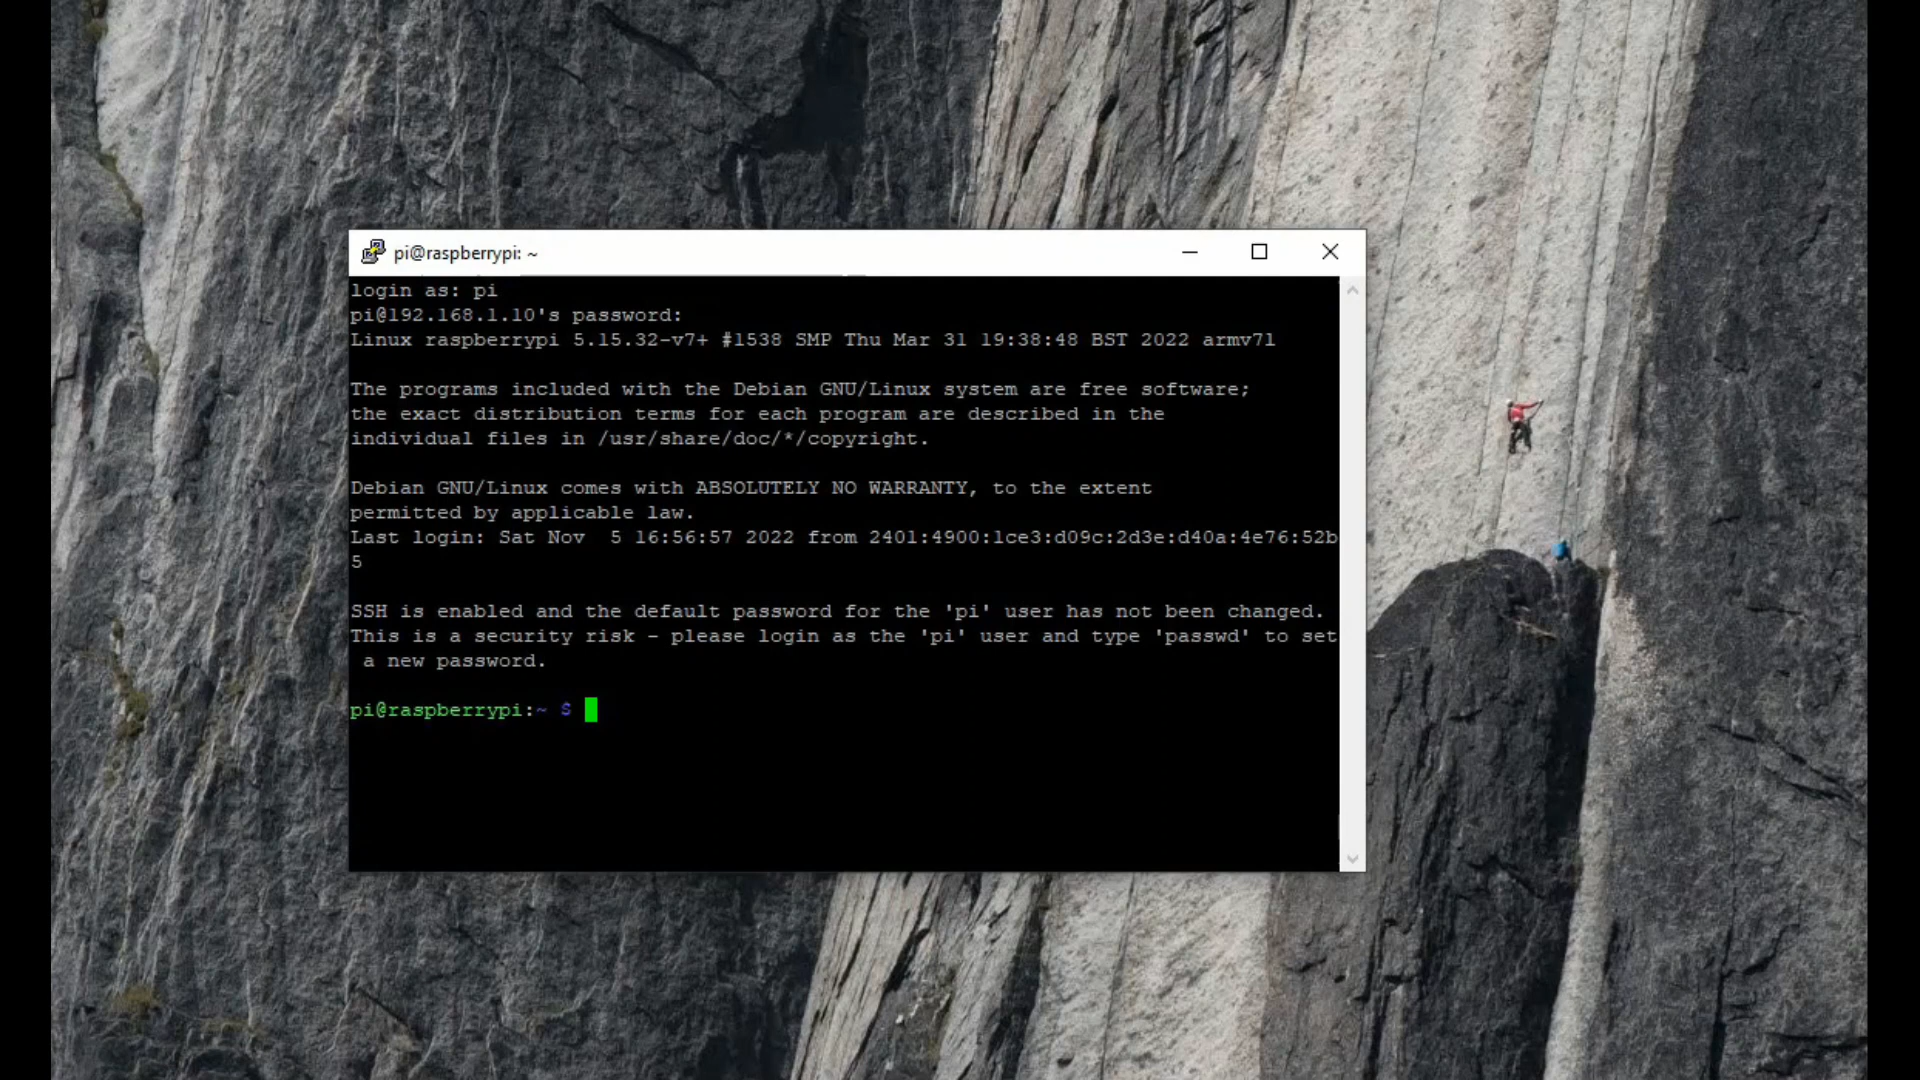 pi@raspberrypi: ~
login as: pi
pi@192.168.1.10's password:
Linux raspberrypi 5.15.32-v7+ #1538 SMP Thu Mar 31 19:38:48 BST 2022 armv7l
The programs included with the Debian GNU/Linux system are free software;
the exact distribution terms for each program are described in the
individual files in /usr/share/doc/*/copyright.
Debian GNU/Linux comes with ABSOLUTELY NO WARRANTY, to the extent
permitted by applicable law.
Last login: Sat Nov  5 16:56:57 2022 from 2401:4900:1ce3:d09c:2d3e:d40a:4e76:52b
5
SSH is enabled and the default password for the 'pi' user has not been changed.
This is a security risk - please login as the 'pi' user and type 'passwd' to set
 a new password.
pi@raspberrypi:~ $